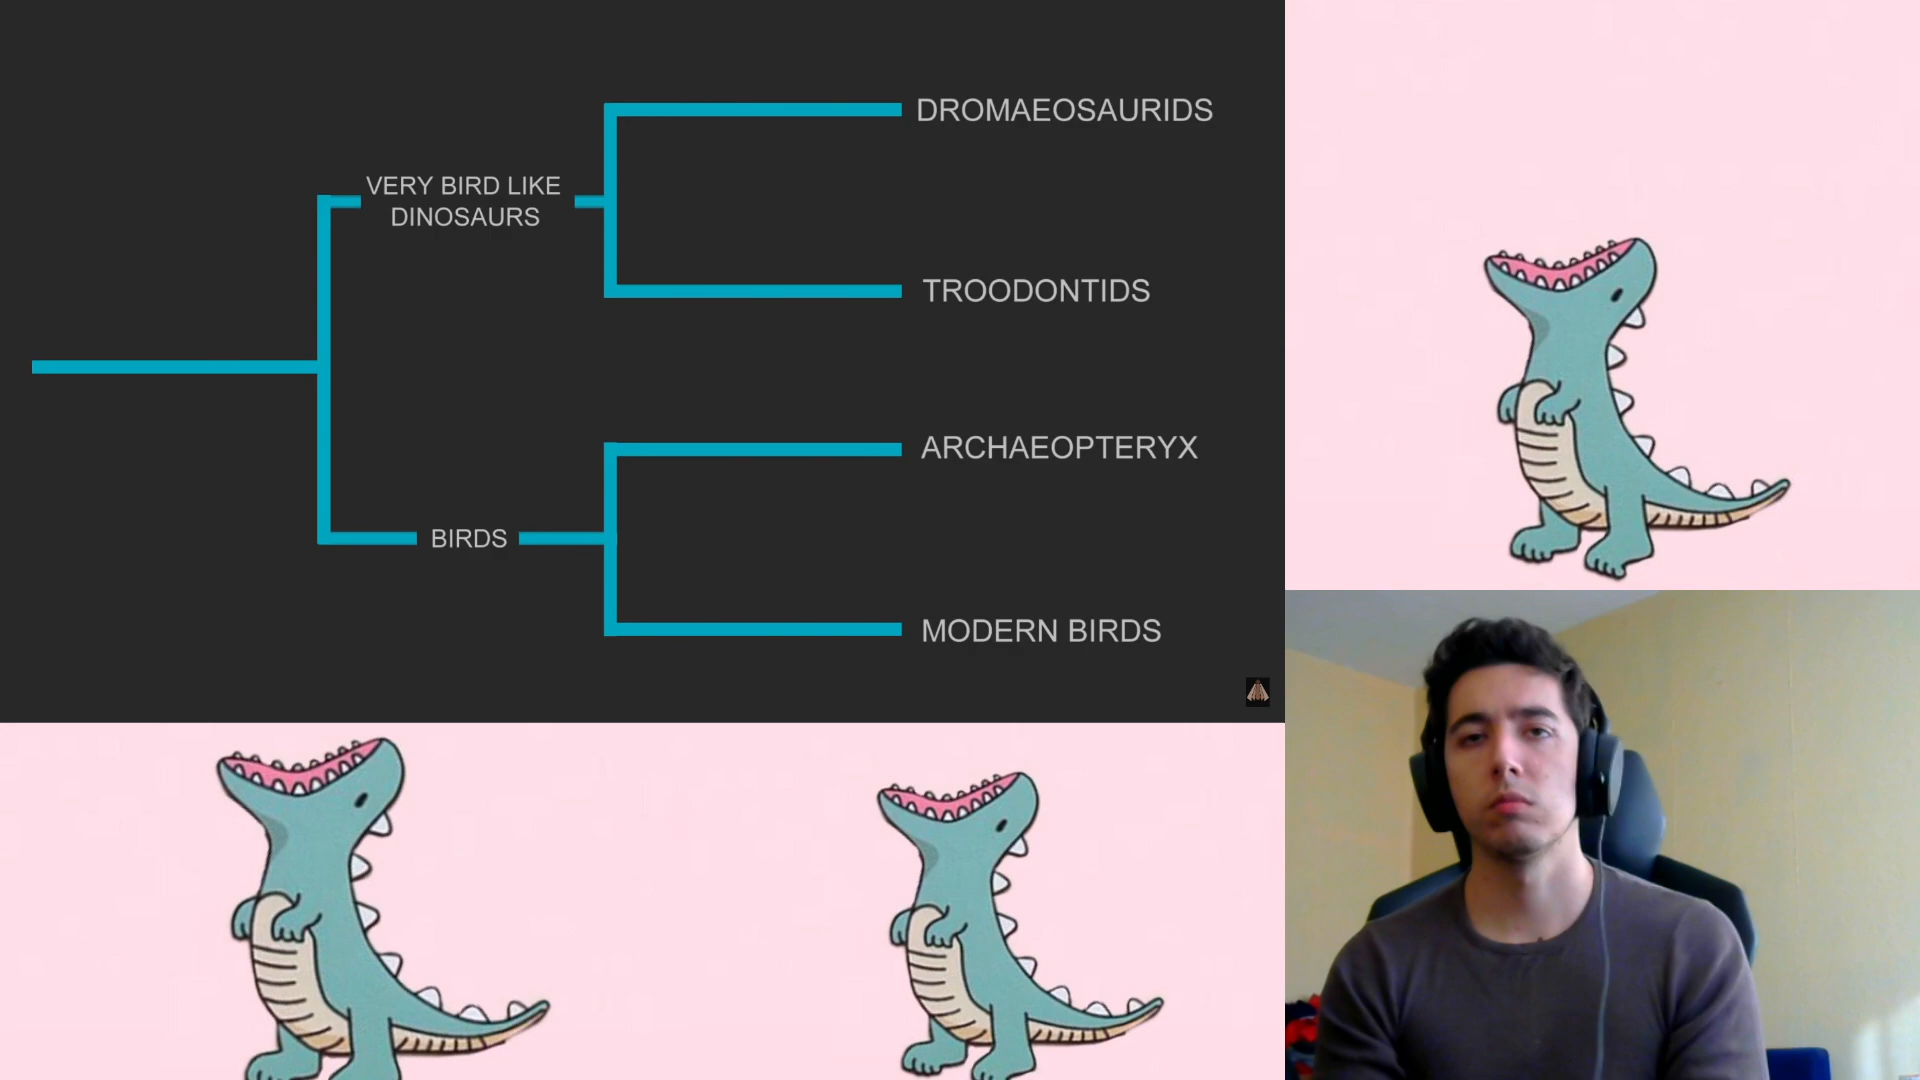 DROMAEOSAURIDS
VERY BIRD LIKE
DINOSAURS
TROODONTIDS
ARCHAEOPTERYX
BIRDS
MODERN BIRDS